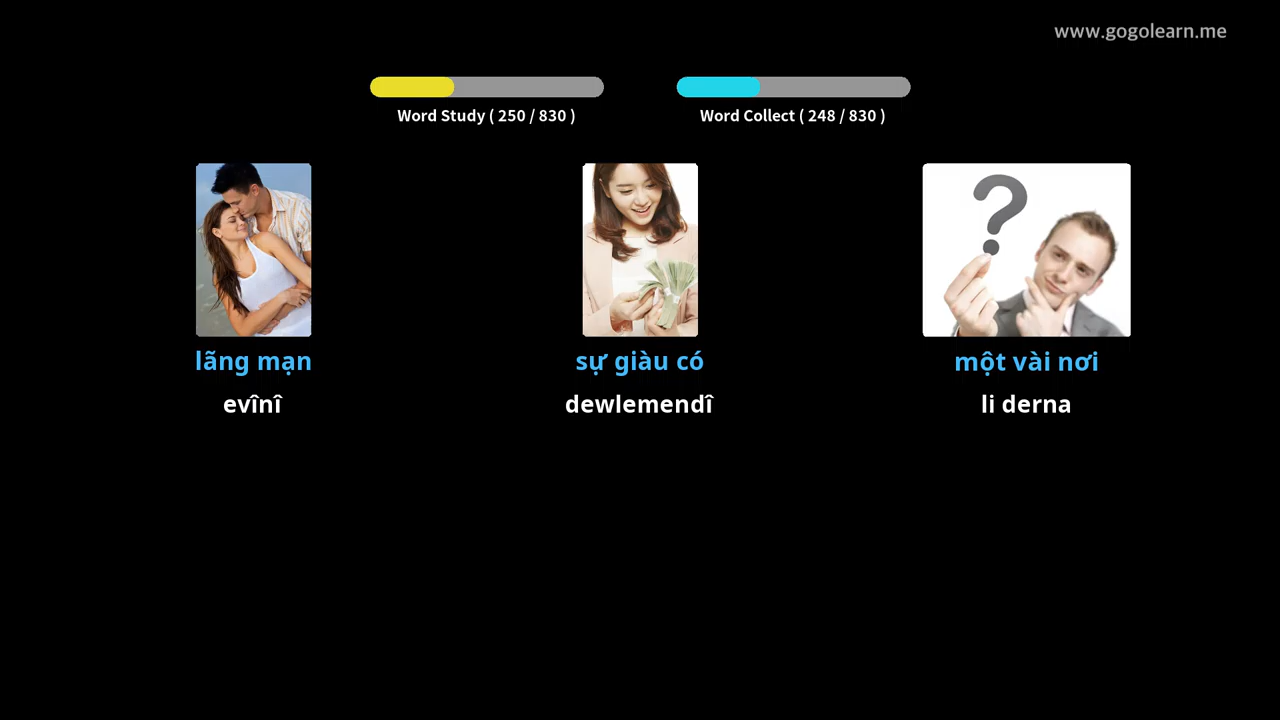 www.gogolearn.me
Word Study ( 250 / 830 )
Word Collect ( 248 / 830 )
lãng mạn
sự giàu có
một vài nơi
evînî
dewlemendî
li derna